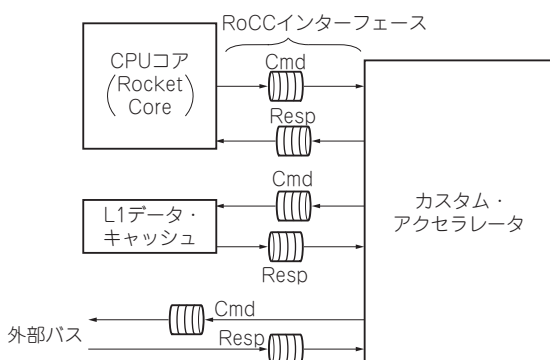 RoCCインターフェース
CPUコア
(Rocket
Core)
Cmd
Resp
Cmd
L1データ・
キャッシュ
Resp
カスタム・
アクセラレータ
Cmd
外部バス
Resp